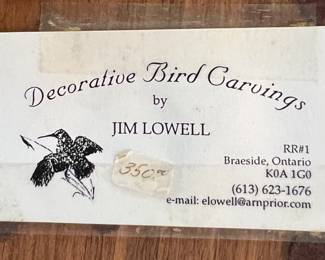 Decorative Bird Carvings
by
JIM LOWELL
350.00
RR#1
Braeside, Ontario
K0A 1G0
(613) 623-1676
e-mail: elowell@arnprior.com